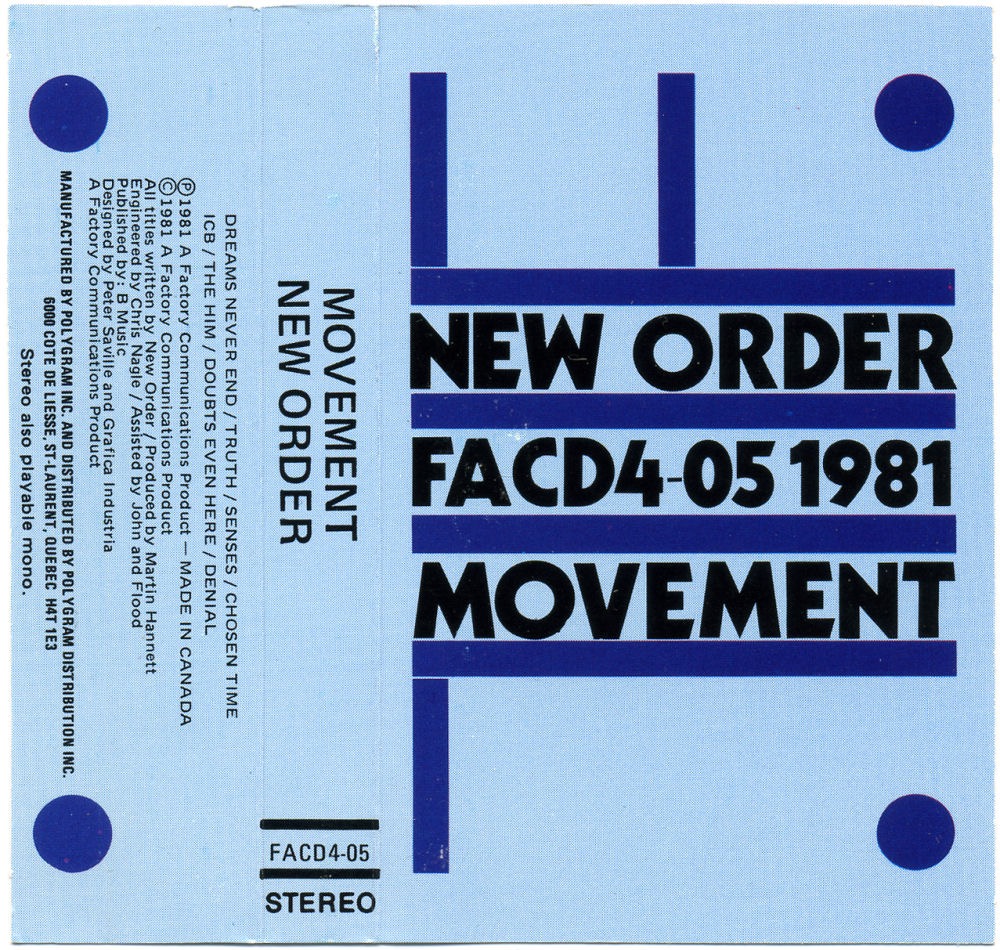 NEW ORDER
FACD4-05 1981
MOVEMENT
MOVEMENT
NEW ORDER
FACD4-05
STEREO
DREAMS NEVER END / TRUTH / SENSES / CHOSEN TIME
ICB / THE HIM / DOUBTS EVEN HERE / DENIAL
Ⓟ1981 A Factory Communications Product — MADE IN CANADA
©1981 A Factory Communications Product
All titles written by New Order / Produced by Martin Hannett
Engineered by Chris Nagle / Assisted by John and Flood
Published by: B Music
Designed by Peter Saville and Grafica Industria
A Factory Communications Product
MANUFACTURED BY POLYGRAM INC. AND DISTRIBUTED BY POLYGRAM DISTRIBUTION INC.
6000 COTE DE LIESSE, ST-LAURENT, QUEBEC H4T 1E3
Stereo also playable mono.